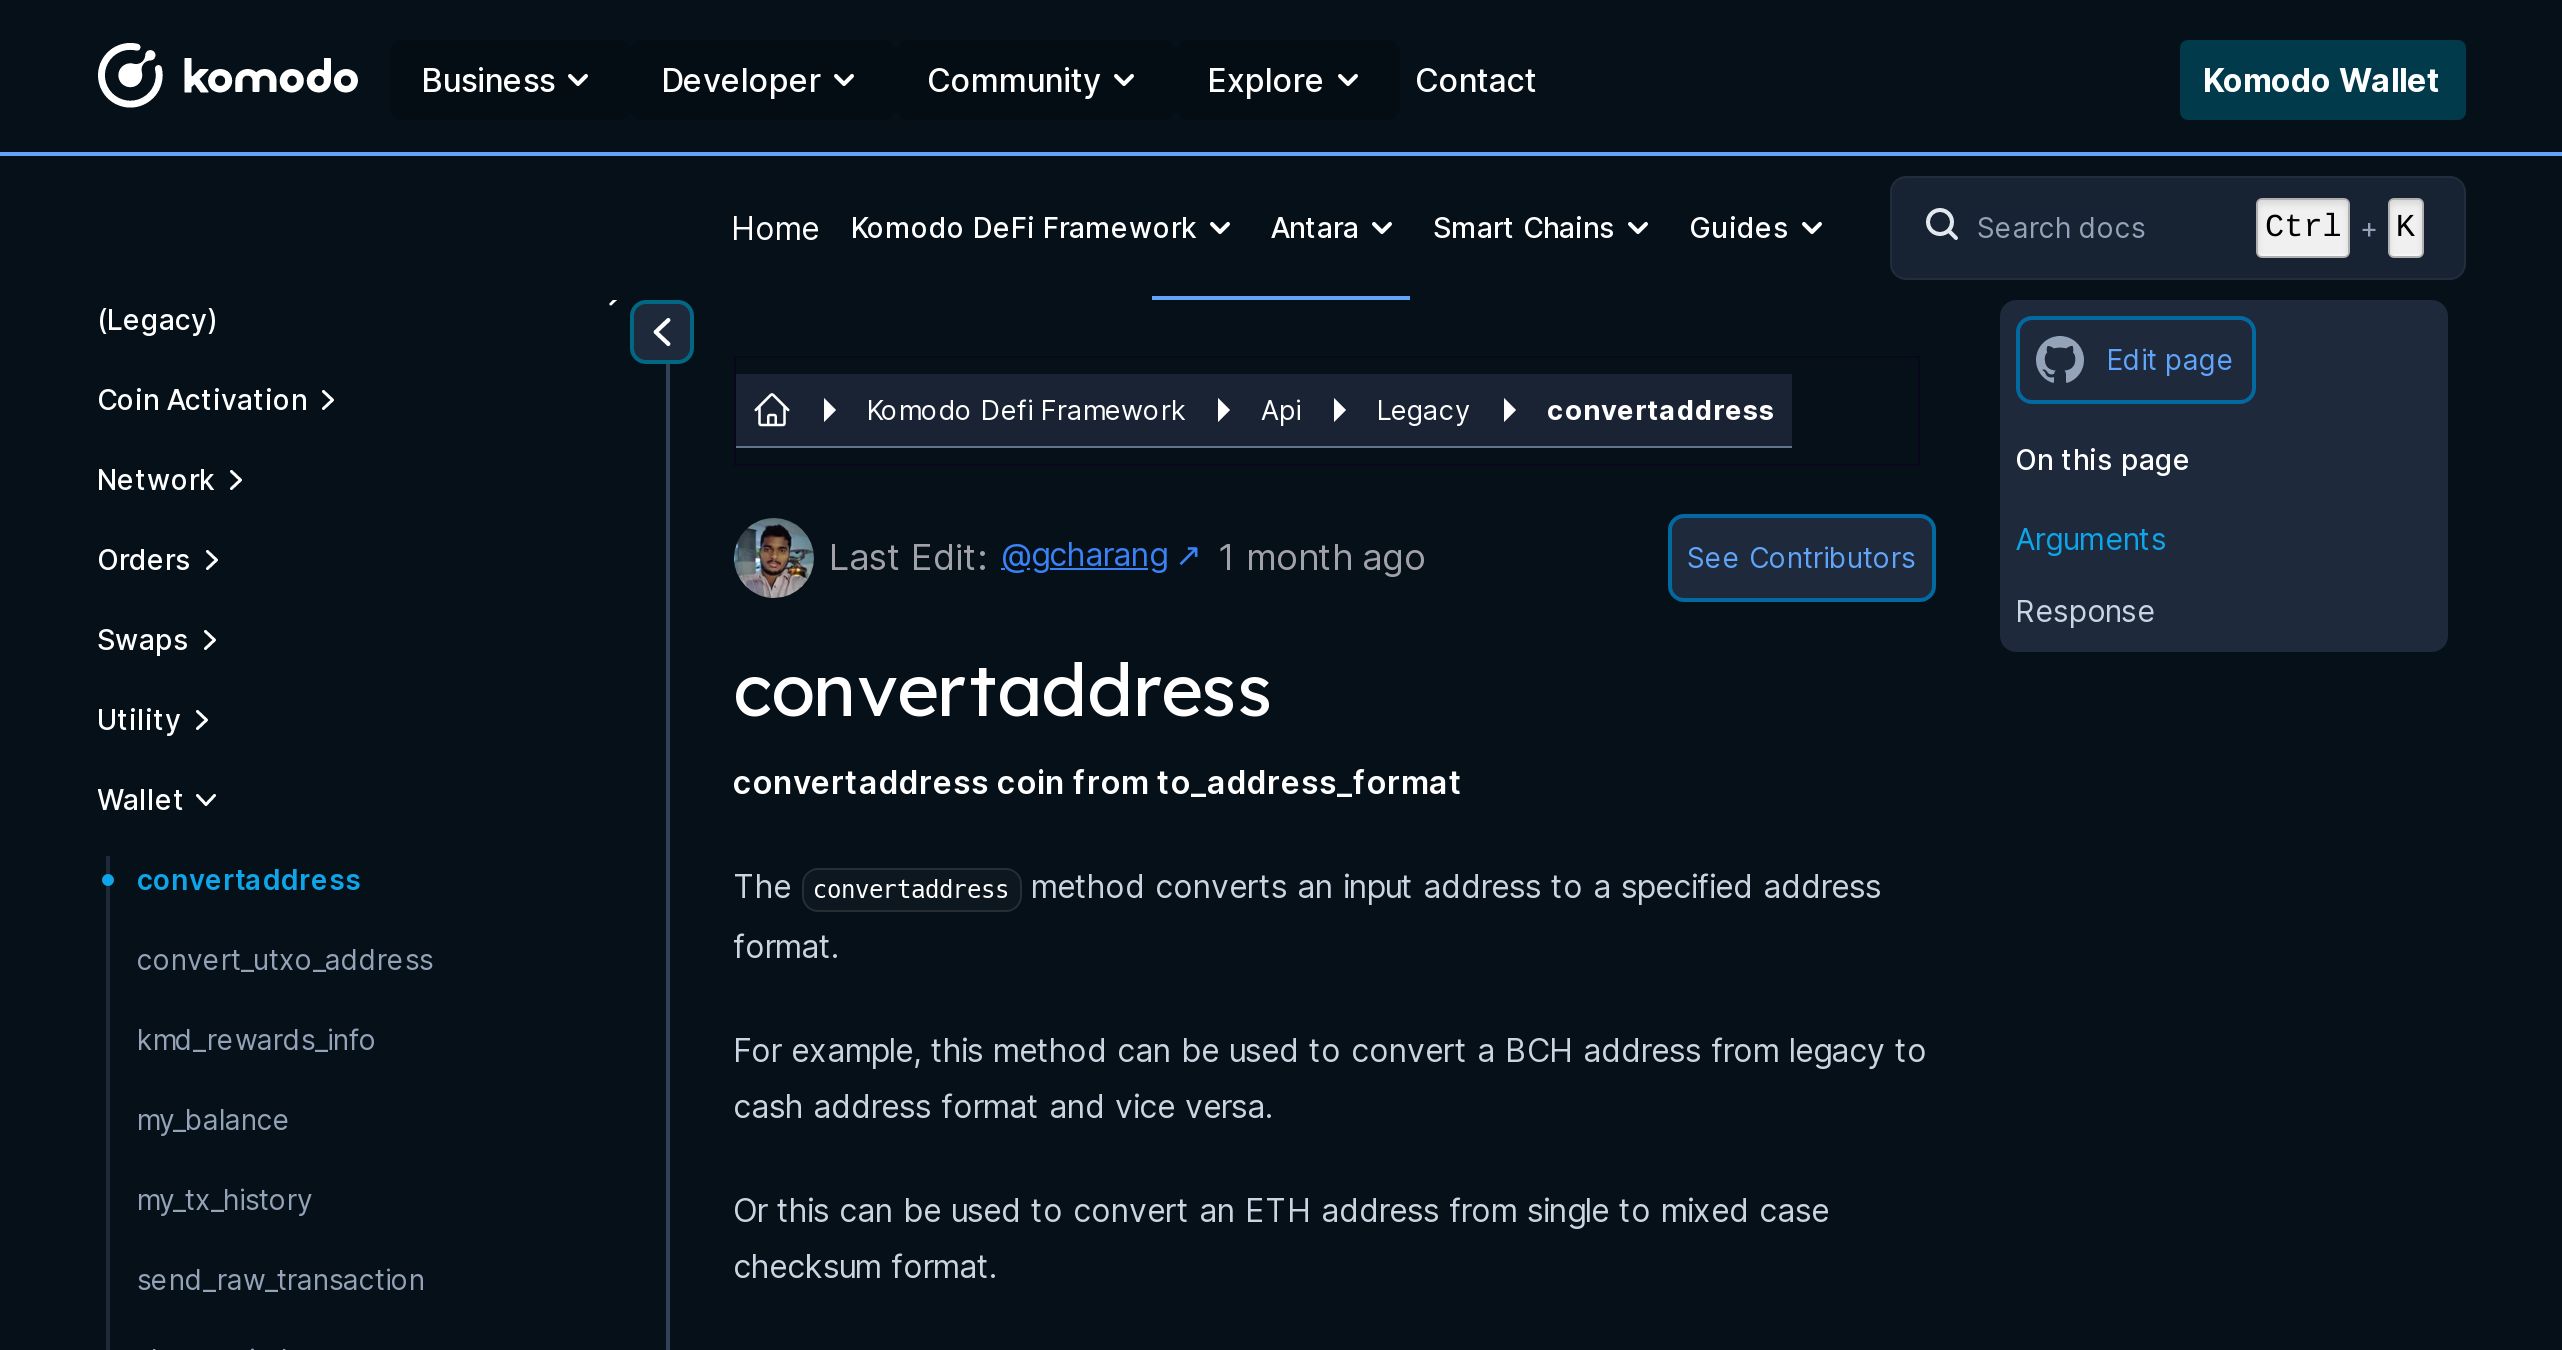 komodo Business Developer Community Explore Contact Komodo Wallet
Home Komodo DeFi Framework Antara Smart Chains Guides Search docs Ctrl + K
(Legacy)
Coin Activation
Network
Orders
Swaps
Utility
Wallet
convertaddress
convert_utxo_address
kmd_rewards_info
my_balance
my_tx_history
send_raw_transaction
Komodo Defi Framework Api Legacy convertaddress
Last Edit: @gcharang ↗ 1 month ago See Contributors
convertaddress
convertaddress coin from to_address_format
The convertaddress method converts an input address to a specified address
format.
For example, this method can be used to convert a BCH address from legacy to
cash address format and vice versa.
Or this can be used to convert an ETH address from single to mixed case
checksum format.
Edit page
On this page
Arguments
Response